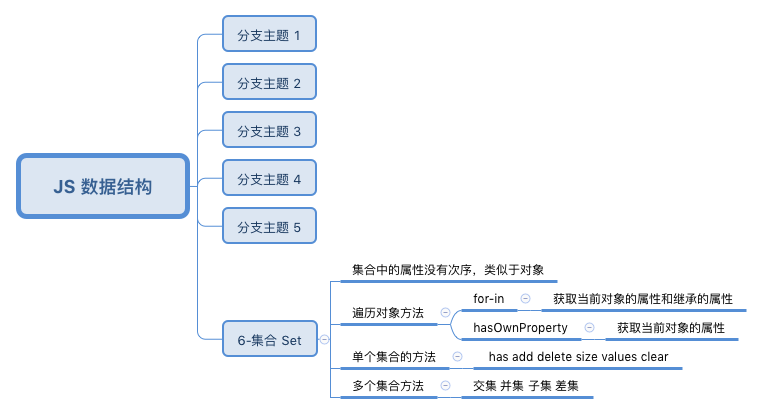 JS 数据结构
分支主题 1
分支主题 2
分支主题 3
分支主题 4
分支主题 5
6-集合 Set
集合中的属性没有次序，类似于对象
遍历对象方法
for-in
获取当前对象的属性和继承的属性
hasOwnProperty
获取当前对象的属性
单个集合的方法
has add delete size values clear
多个集合方法
交集 并集 子集 差集